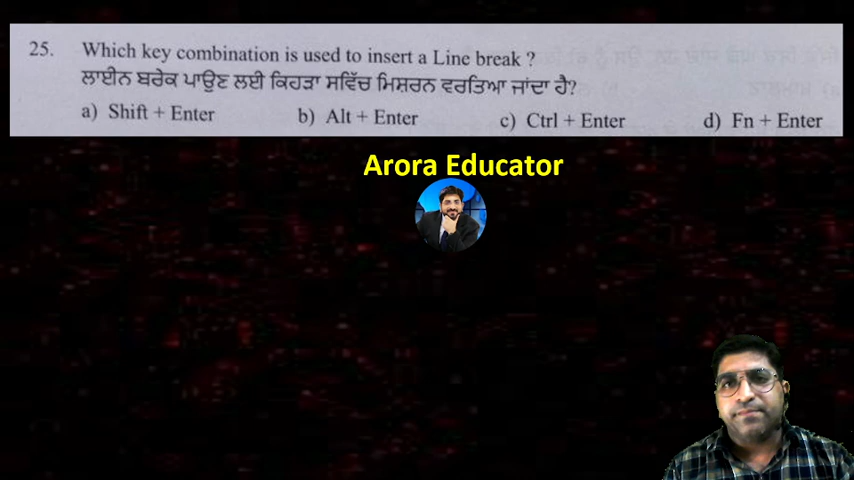 25. Which key combination is used to insert a Line break ?
ਲਾਈਨ ਬਰੇਕ ਪਾਉਣ ਲਈ ਕਿਹੜਾ ਸਵਿੱਚ ਮਿਸ਼ਰਨ ਵਰਤਿਆ ਜਾਂਦਾ ਹੈ?
a) Shift + Enter b) Alt + Enter c) Ctrl + Enter d) Fn + Enter
Arora Educator